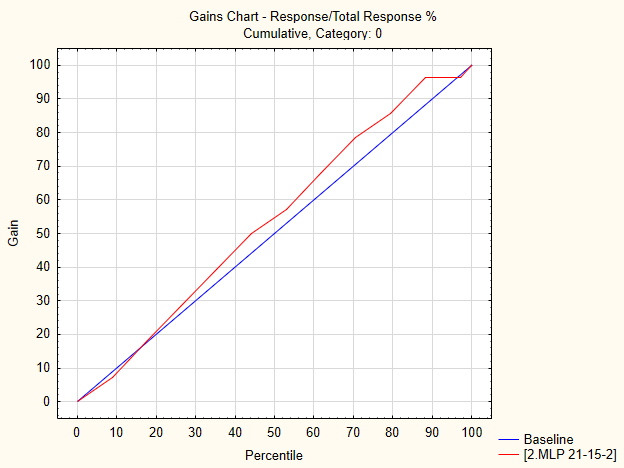 Gains Chart - Response/Total Response %
Cumulative, Category: 0
100
90
80
70
60
50
40
30
20
10
0
Gain
0 10 20 30 40 50 60 70 80 90 100
Percentile
Baseline
[2.MLP 21-15-2]